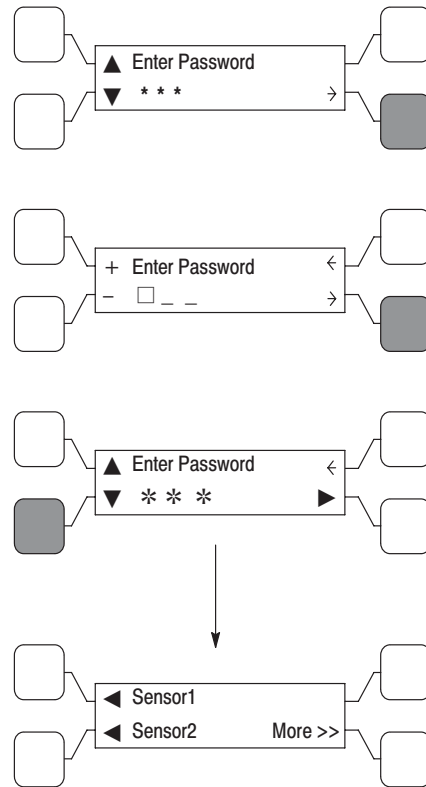 ▲ Enter Password
▼ * * * →
+ Enter Password ←
− □ _ _ →
▲ Enter Password ←
▼ * * * ►
◄ Sensor1
◄ Sensor2 More >>